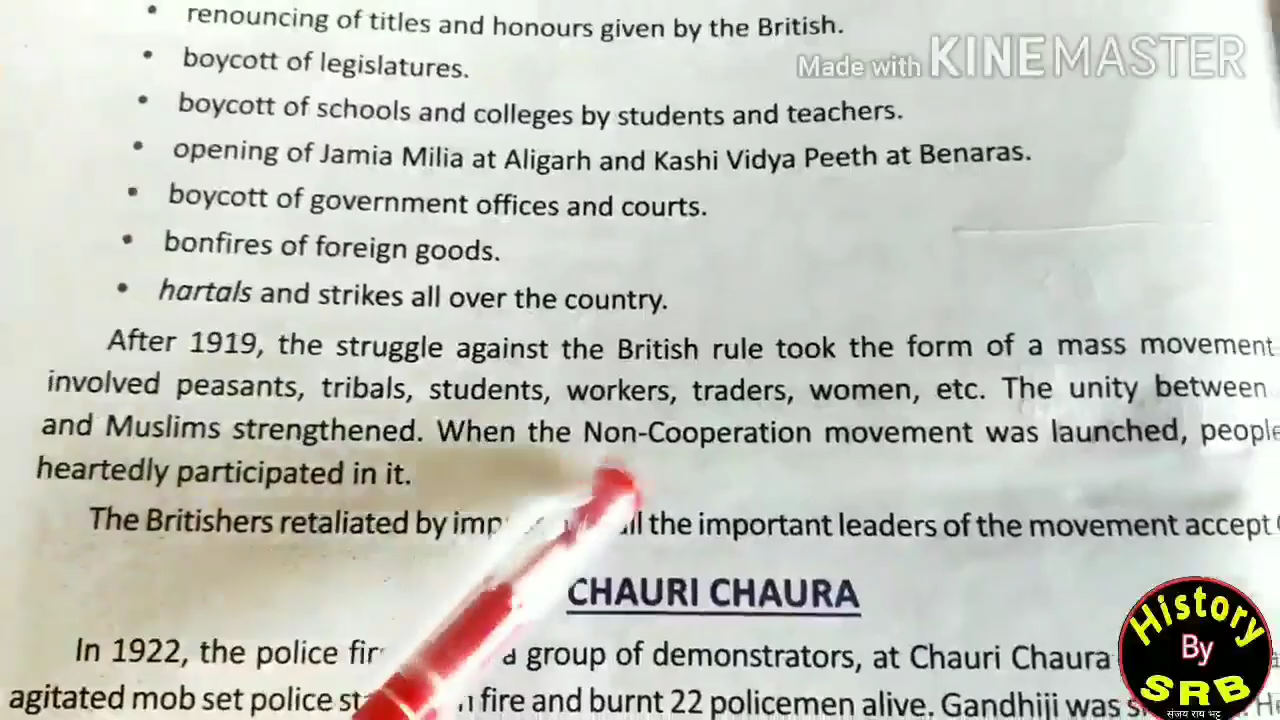 • renouncing of titles and honours given by the British.
Made with KINEMASTER
• boycott of legislatures.
• boycott of schools and colleges by students and teachers.
• opening of Jamia Milia at Aligarh and Kashi Vidya Peeth at Benaras.
• boycott of government offices and courts.
• bonfires of foreign goods.
• hartals and strikes all over the country.
After 1919, the struggle against the British rule took the form of a mass movement
involved peasants, tribals, students, workers, traders, women, etc. The unity between
and Muslims strengthened. When the Non-Cooperation movement was launched, people
heartedly participated in it.
The Britishers retaliated by the important leaders of the movement accept
CHAURI CHAURA
In 1922, the police a group of demonstrators, at Chauri Chaura
agitated mob set police fire and burnt 22 policemen alive. Gandhiji was
History
By
SRB
संजय राय भट्ट